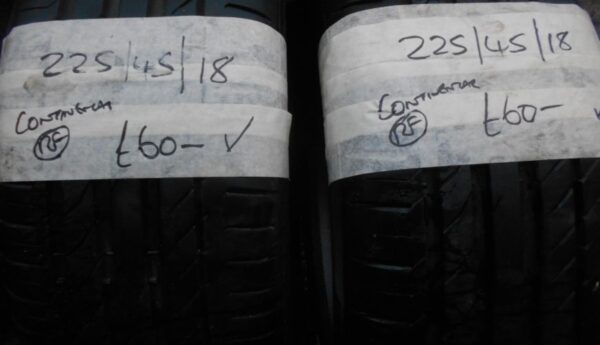 225/45/18
CONTINENTAL
RF
£60- ✓
225/45/18
CONTINENTAL
RF
£60-